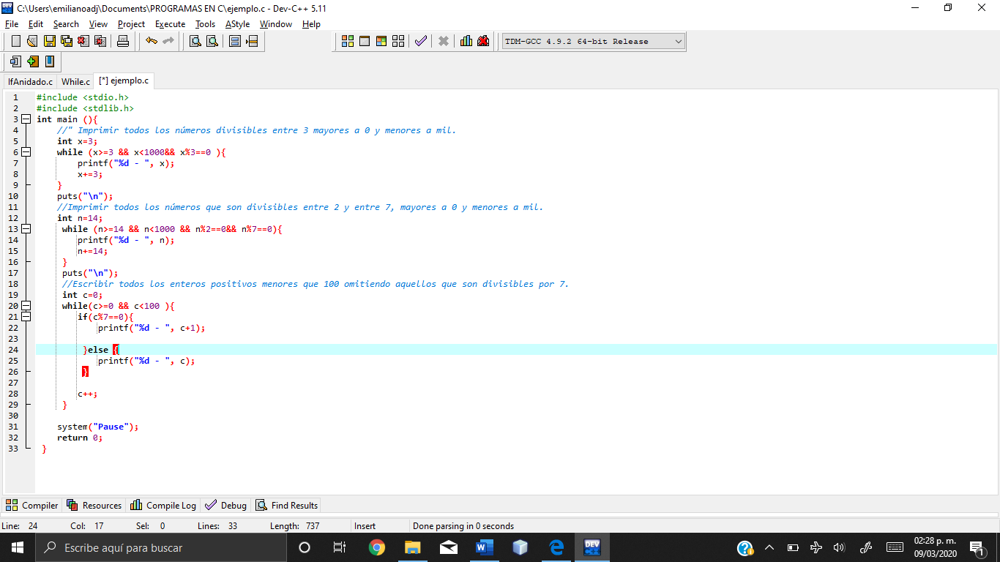 C:\Users\emilianoadj\Documents\PROGRAMAS EN C\ejemplo.c - Dev-C++ 5.11
File Edit Search View Project Execute Tools AStyle Window Help
TDM-GCC 4.9.2 64-bit Release
IfAnidado.c While.c [*] ejemplo.c
1 #include <stdio.h>
2 #include <stdlib.h>
3 int main (){
4 //" Imprimir todos los números divisibles entre 3 mayores a 0 y menores a mil.
5 int x=3;
6 while (x>=3 && x<1000&& x%3==0 ){
7 printf("%d - ", x);
8 x+=3;
9 }
10 puts("\n");
11 //Imprimir todos los números que son divisibles entre 2 y entre 7, mayores a 0 y menores a mil.
12 int n=14;
13 while (n>=14 && n<1000 && n%2==0&& n%7==0){
14 printf("%d - ", n);
15 n+=14;
16 }
17 puts("\n");
18 //Escribir todos los enteros positivos menores que 100 omitiendo aquellos que son divisibles por 7.
19 int c=0;
20 while(c>=0 && c<100 ){
21 if(c%7==0){
22 printf("%d - ", c+1);
23
24 }else {
25 printf("%d - ", c);
26 }
27
28 c++;
29 }
30
31 system("Pause");
32 return 0;
33 }
Compiler Resources Compile Log Debug Find Results
Line: 24 Col: 17 Sel: 0 Lines: 33 Length: 737 Insert Done parsing in 0 seconds
Escribe aquí para buscar
02:28 p. m.
09/03/2020